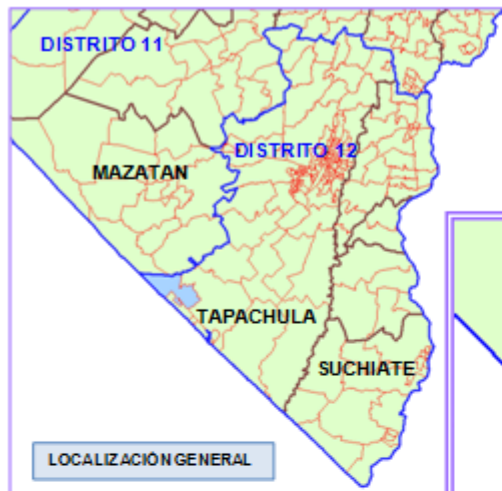 DISTRITO 11
DISTRITO 12
MAZATAN
TAPACHULA
SUCHIATE
LOCALIZACIÓN GENERAL